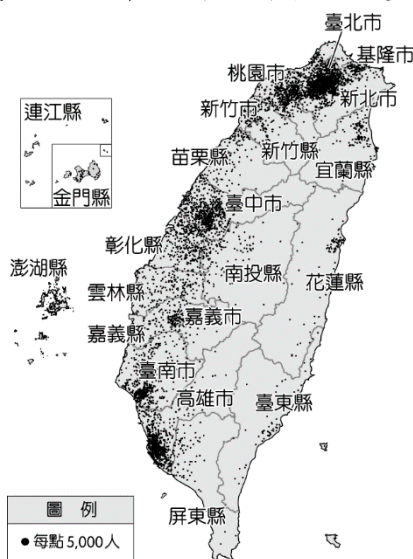 臺北市
基隆市
桃園市
新竹市
新北市
連江縣
苗栗縣
新竹縣
宜蘭縣
金門縣
臺中市
彰化縣
澎湖縣
南投縣
花蓮縣
雲林縣
嘉義市
嘉義縣
臺南市
高雄市
臺東縣
屏東縣
圖 例
●每點5,000人